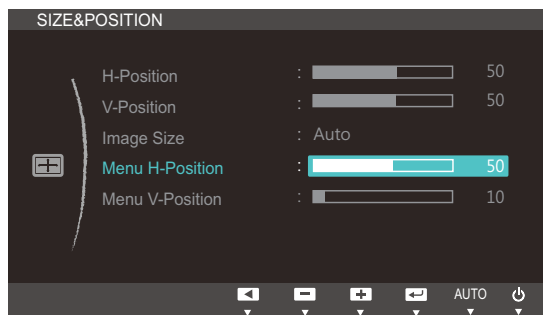 SIZE&POSITION
H-Position : 50
V-Position : 50
Image Size : Auto
Menu H-Position : 50
Menu V-Position : 10
AUTO